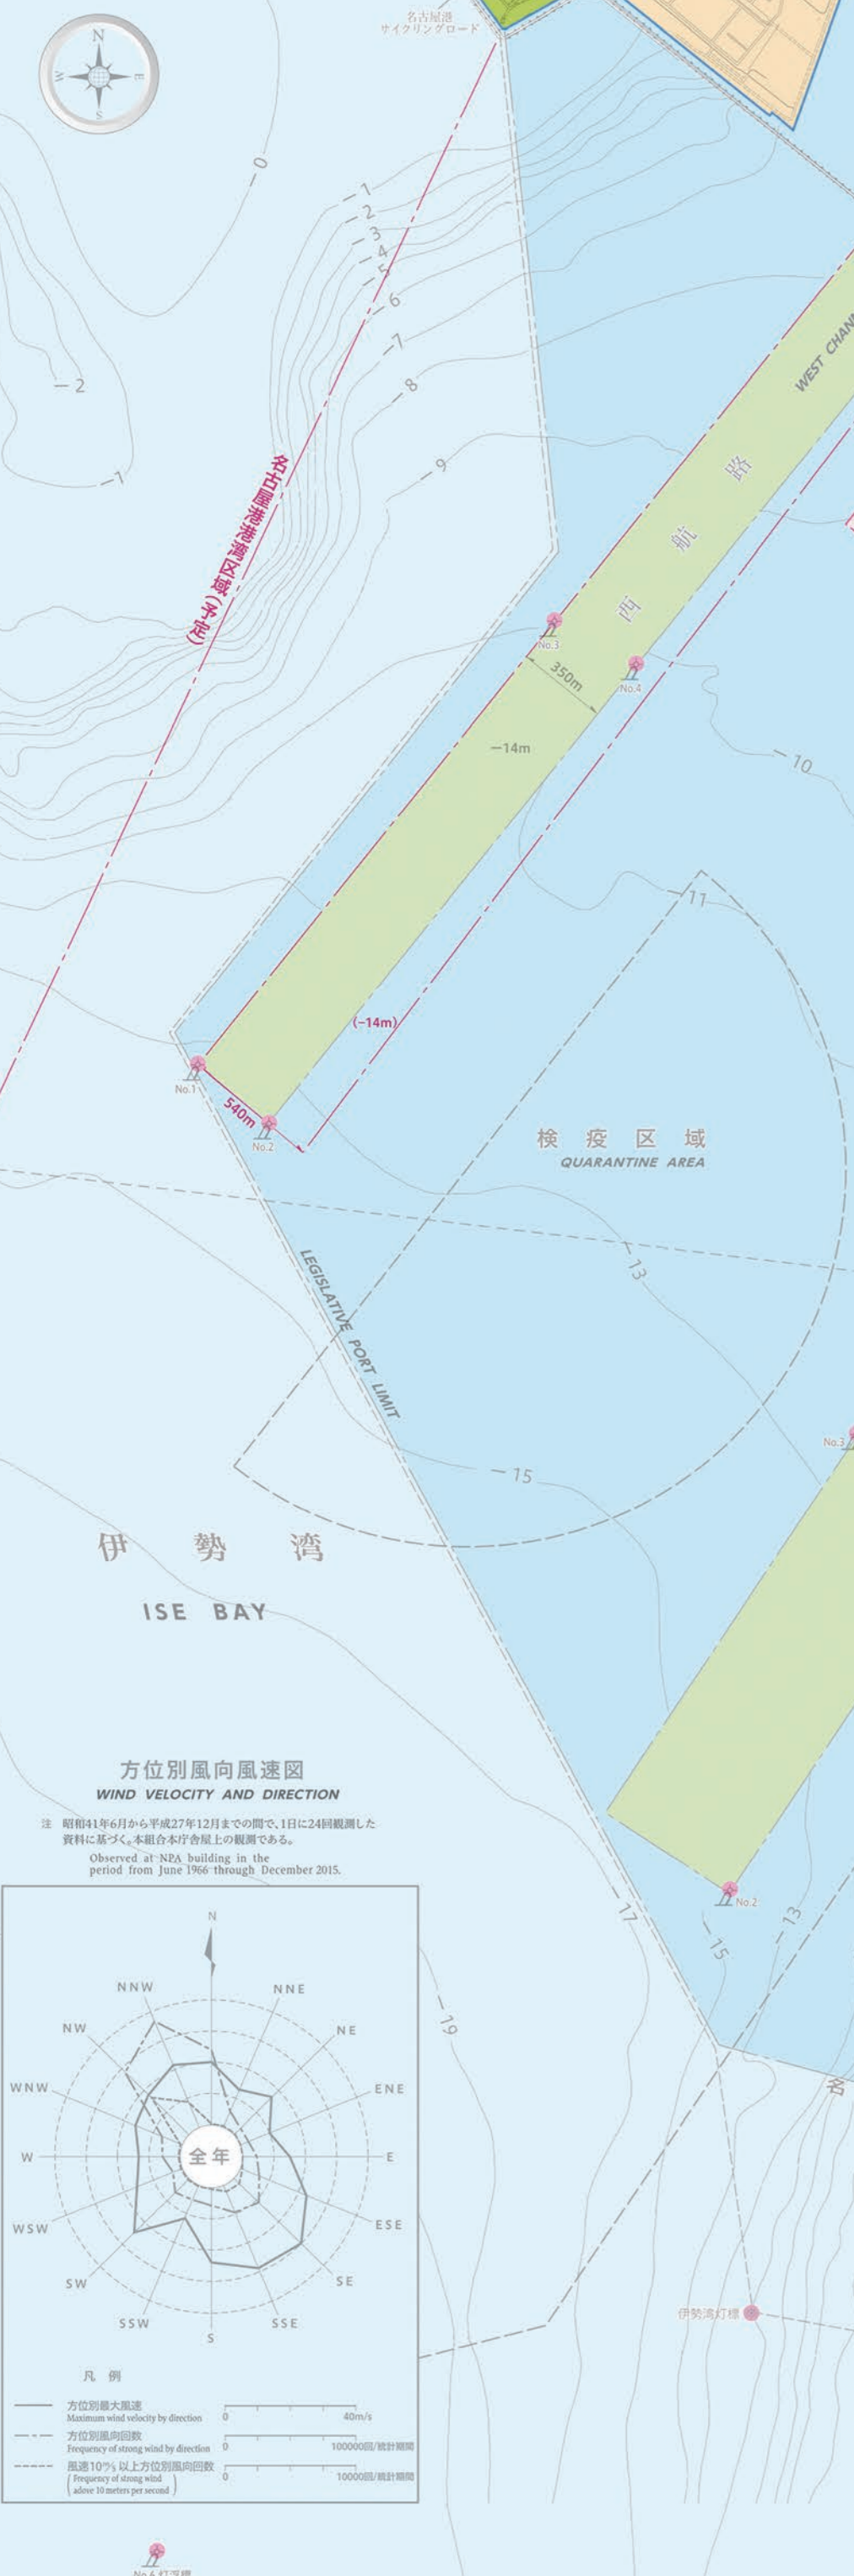 名古屋港
サイクリングロード
N
W
E
S
0
1
2
3
4
5
6
7
8
9
2
1
WEST CHAN
名古屋港港湾区域(予定)
西航路
No.3
No.4
350m
−14m
10
11
(−14m)
No.1
540m
No.2
検疫区域
QUARANTINE AREA
13
LEGISLATIVE PORT LIMIT
No.3
15
伊勢湾
ISE BAY
方位別風向風速図
WIND VELOCITY AND DIRECTION
注 昭和41年6月から平成27年12月までの間で、1日に24回観測した
資料に基づく。本組合本庁舎屋上の観測である。
Observed at NPA building in the
period from June 1966 through December 2015.
No.2
17
15
13
19
名
N
NNW
NNE
NW
NE
WNW
ENE
W
全年
E
WSW
ESE
SW
SE
SSW
SSE
S
伊勢湾灯標
凡例
方位別最大風速
Maximum wind velocity by direction
0
40m/s
方位別風向回数
Frequency of strong wind by direction
0
100000回/統計期間
風速10m/s以上方位別風向回数
(Frequency of strong wind
adove 10 meters per second)
0
10000回/統計期間
No.6灯浮標